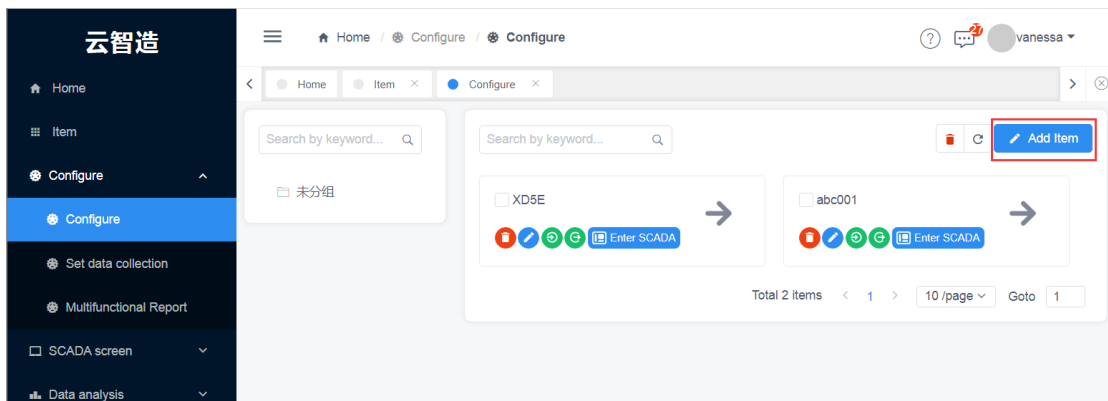 云智造
Home / Configure / Configure
27
vanessa
Home
Item
Configure
Configure
Set data collection
Multifunctional Report
SCADA screen
Data analysis
Home Item × Configure ×
Search by keyword...
未分组
Search by keyword...
Add Item
XD5E
Enter SCADA
abc001
Enter SCADA
Total 2 items < 1 > 10 /page Goto 1